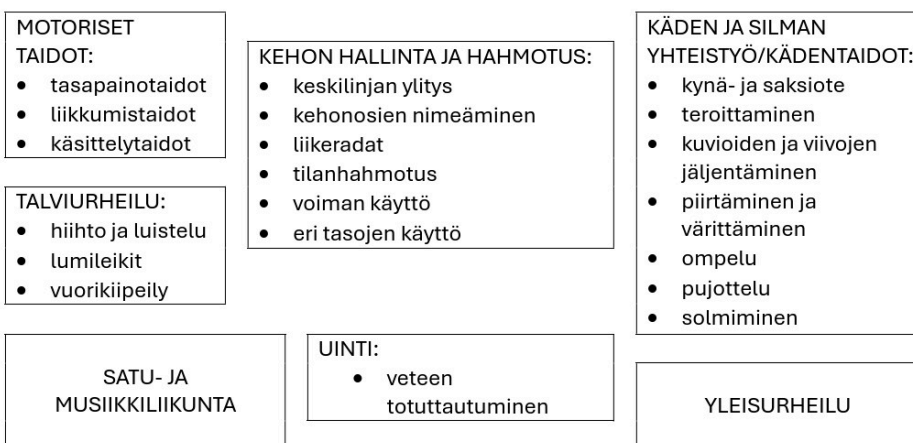 MOTORISET
TAIDOT:
• tasapainotaidot
• liikkumistaidot
• käsittelytaidot
KEHON HALLINTA JA HAHMOTUS:
• keskilinjan ylitys
• kehonosien nimeäminen
• liikeradat
• tilanhahmotus
• voiman käyttö
• eri tasojen käyttö
KÄDEN JA SILMAN
YHTEISTYÖ/KÄDENTAIDOT:
• kynä- ja saksiote
• teroittaminen
• kuvioiden ja viivojen
jäljentäminen
• piirtäminen ja
värittäminen
• ompelu
• pujottelu
• solmiminen
TALVIURHEILU:
• hiihto ja luistelu
• lumileikit
• vuorikiipeily
SATU- JA
MUSIIKKILIIKUNTA
UINTI:
• veteen
totuttautuminen
YLEISURHEILU